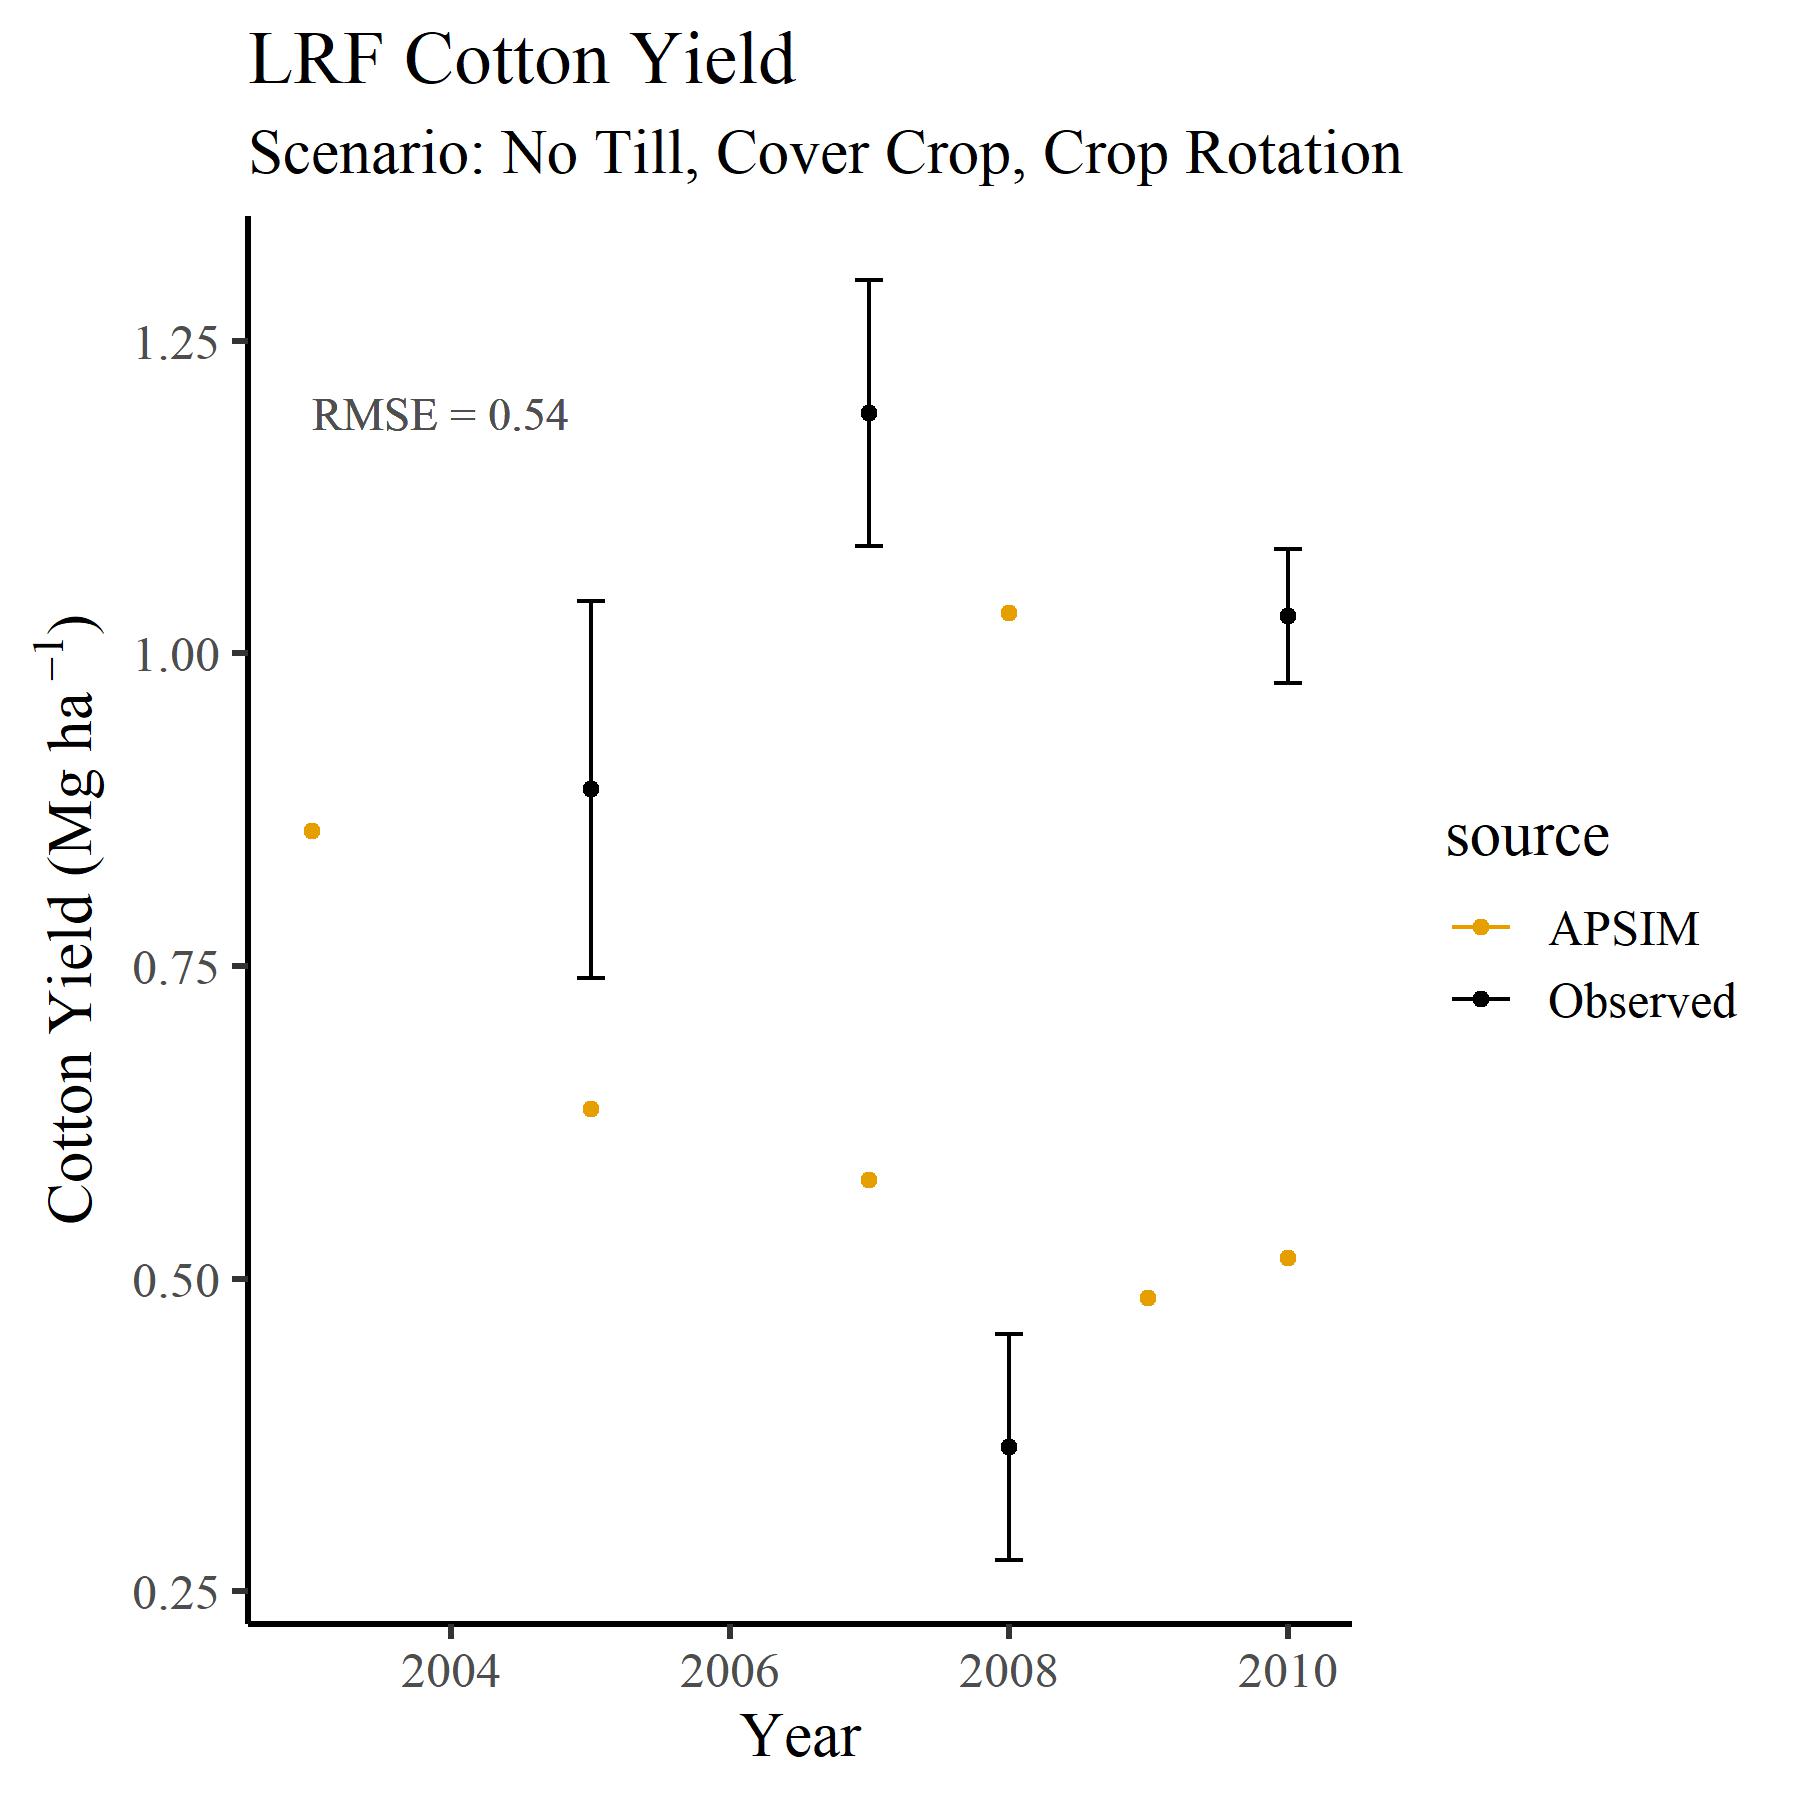 LRF Cotton Yield
Scenario: No Till, Cover Crop, Crop Rotation
1.25
RMSE = 0.54
1.00
0.75
0.50
0.25
Cotton Yield (Mg ha⁻¹)
2004 2006 2008 2010
Year
source
APSIM
Observed